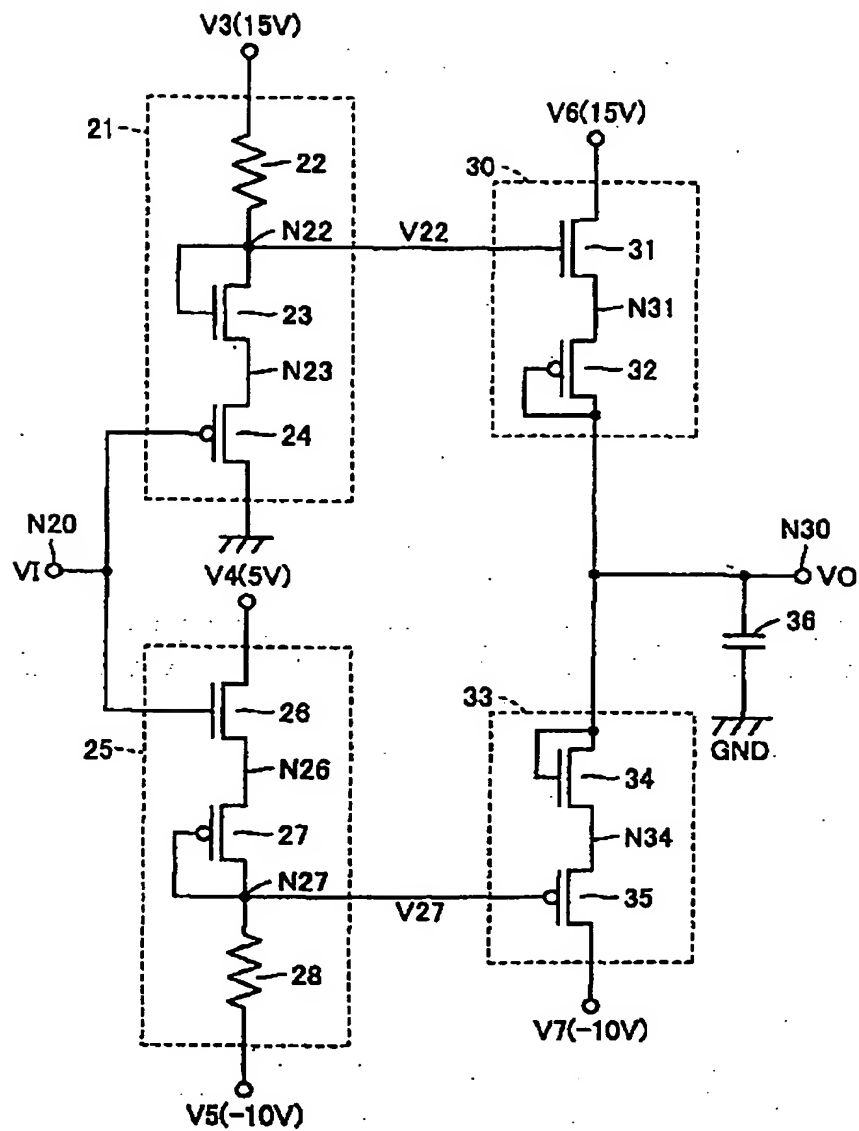 V3(15V)
21
22
N22
V22
23
N23
24
V6(15V)
30
31
N31
32
N20
VI
V4(5V)
N30
VO
36
GND
25
26
N26
27
N27
V27
28
V5(-10V)
33
34
N34
35
V7(-10V)